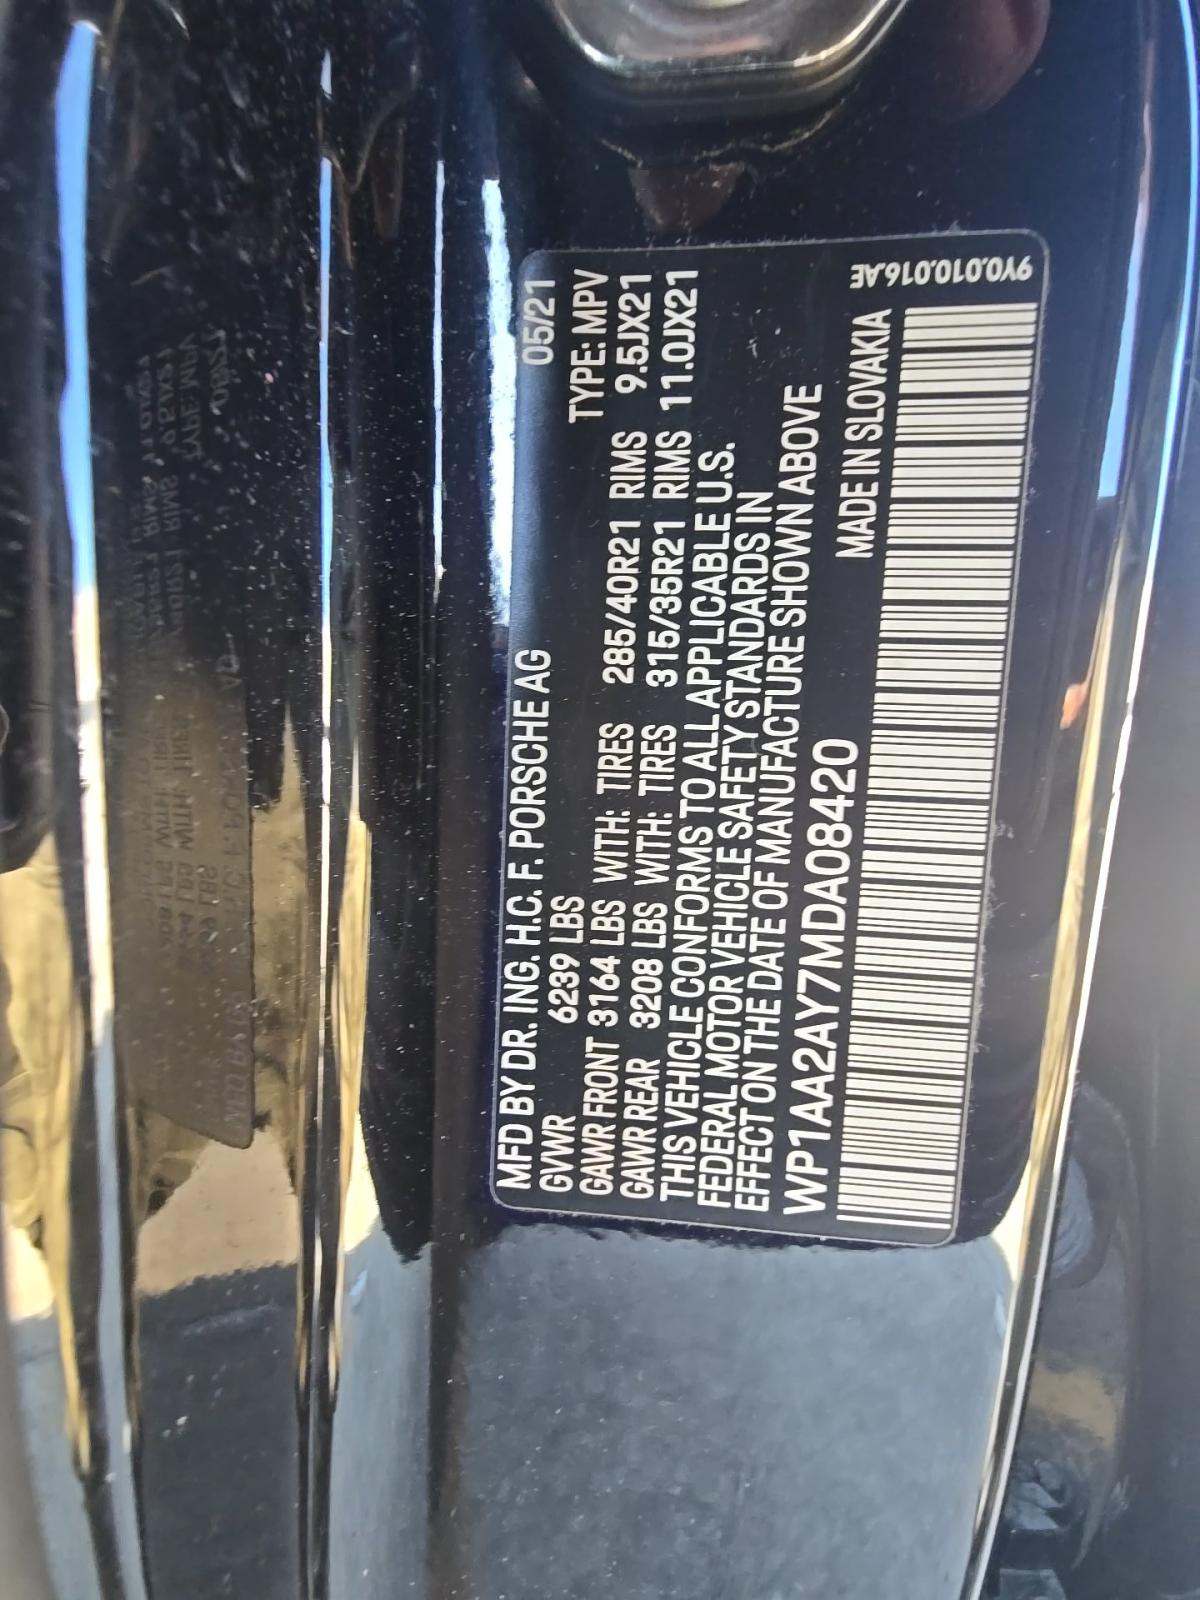 MFD BY DR. ING. H.C. F. PORSCHE AG 05/21
GVWR 6239 LBS TYPE: MPV
GAWR FRONT 3164 LBS WITH: TIRES 285/40R21 RIMS 9.5JX21
GAWR REAR 3208 LBS WITH: TIRES 315/35R21 RIMS 11.0JX21
THIS VEHICLE CONFORMS TO ALL APPLICABLE U.S.
FEDERAL MOTOR VEHICLE SAFETY STANDARDS IN
EFFECT ON THE DATE OF MANUFACTURE SHOWN ABOVE
WP1AA2AY7MDA08420 MADE IN SLOVAKIA
9Y0.010.016.AE